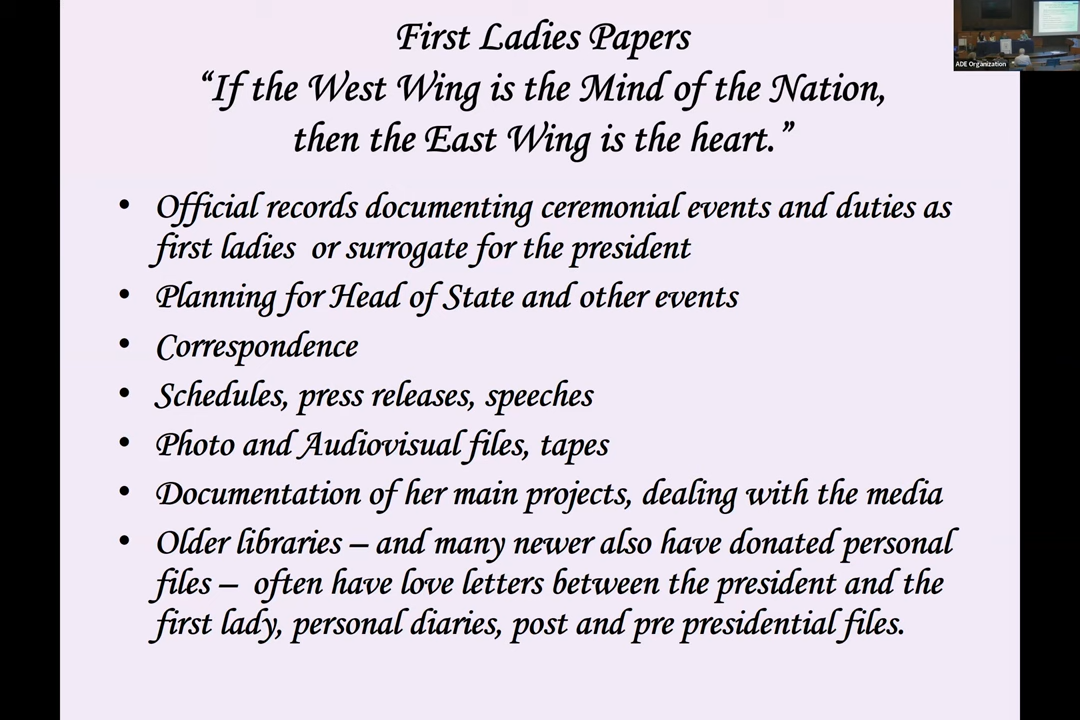 First Ladies Papers
“If the West Wing is the Mind of the Nation,
then the East Wing is the heart.”
• Official records documenting ceremonial events and duties as
first ladies or surrogate for the president
• Planning for Head of State and other events
• Correspondence
• Schedules, press releases, speeches
• Photo and Audiovisual files, tapes
• Documentation of her main projects, dealing with the media
• Older libraries – and many newer also have donated personal
files – often have love letters between the president and the
first lady, personal diaries, post and pre presidential files.
ADE Organization